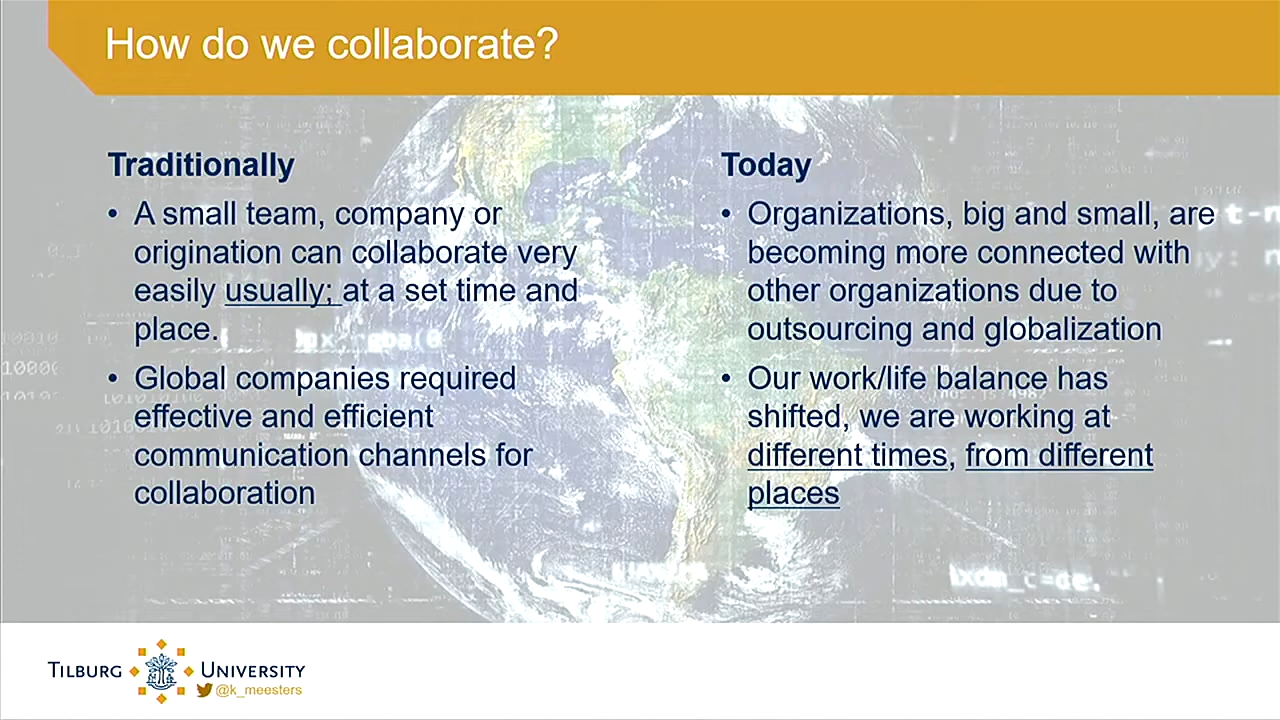 How do we collaborate?
Traditionally
• A small team, company or
origination can collaborate very
easily usually; at a set time and
place.
• Global companies required
effective and efficient
communication channels for
collaboration
Today
• Organizations, big and small, are
becoming more connected with
other organizations due to
outsourcing and globalization
• Our work/life balance has
shifted, we are working at
different times, from different
places
TILBURG UNIVERSITY
@k_meesters